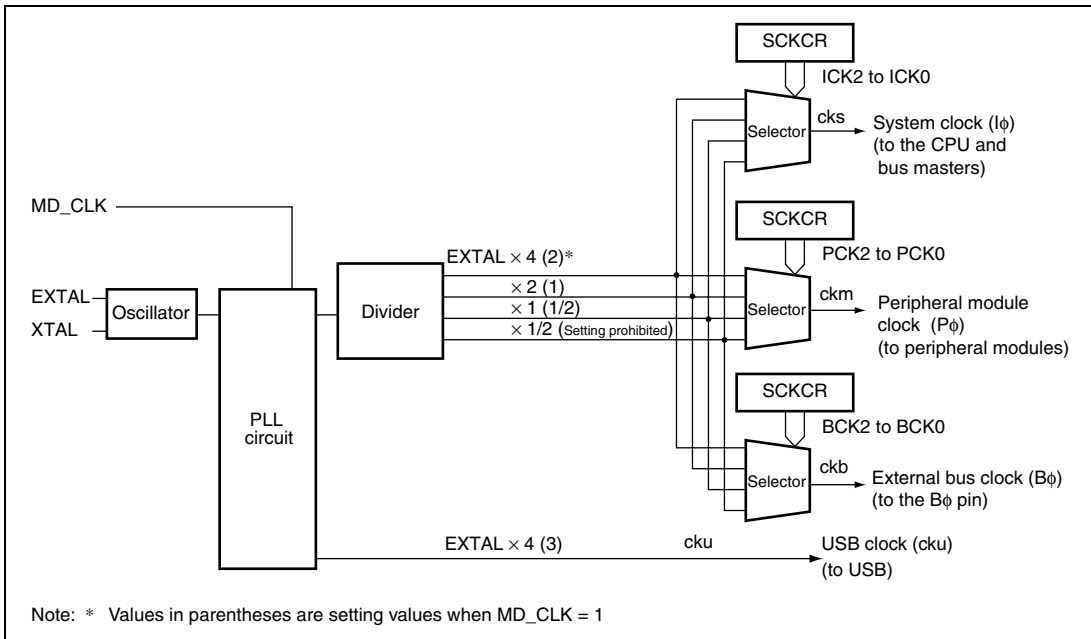 SCKCR
ICK2 to ICK0
Selector
cks
System clock (Iϕ)
(to the CPU and
bus masters)
MD_CLK
EXTAL
XTAL
Oscillator
PLL
circuit
Divider
EXTAL × 4 (2)*
× 2 (1)
× 1 (1/2)
× 1/2 (Setting prohibited)
SCKCR
PCK2 to PCK0
Selector
ckm
Peripheral module
clock (Pϕ)
(to peripheral modules)
SCKCR
BCK2 to BCK0
Selector
ckb
External bus clock (Bϕ)
(to the Bϕ pin)
EXTAL × 4 (3)
cku
USB clock (cku)
(to USB)
Note: * Values in parentheses are setting values when MD_CLK = 1